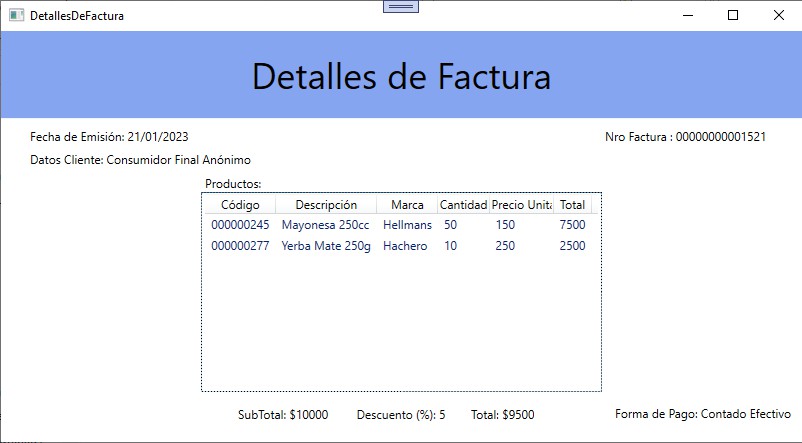 DetallesDeFactura
Detalles de Factura
Fecha de Emisión: 21/01/2023 Nro Factura : 00000000001521
Datos Cliente: Consumidor Final Anónimo
Productos:
Código Descripción Marca Cantidad Precio Unita Total
000000245 Mayonesa 250cc Hellmans 50 150 7500
000000277 Yerba Mate 250g Hachero 10 250 2500
SubTotal: $10000 Descuento (%): 5 Total: $9500 Forma de Pago: Contado Efectivo